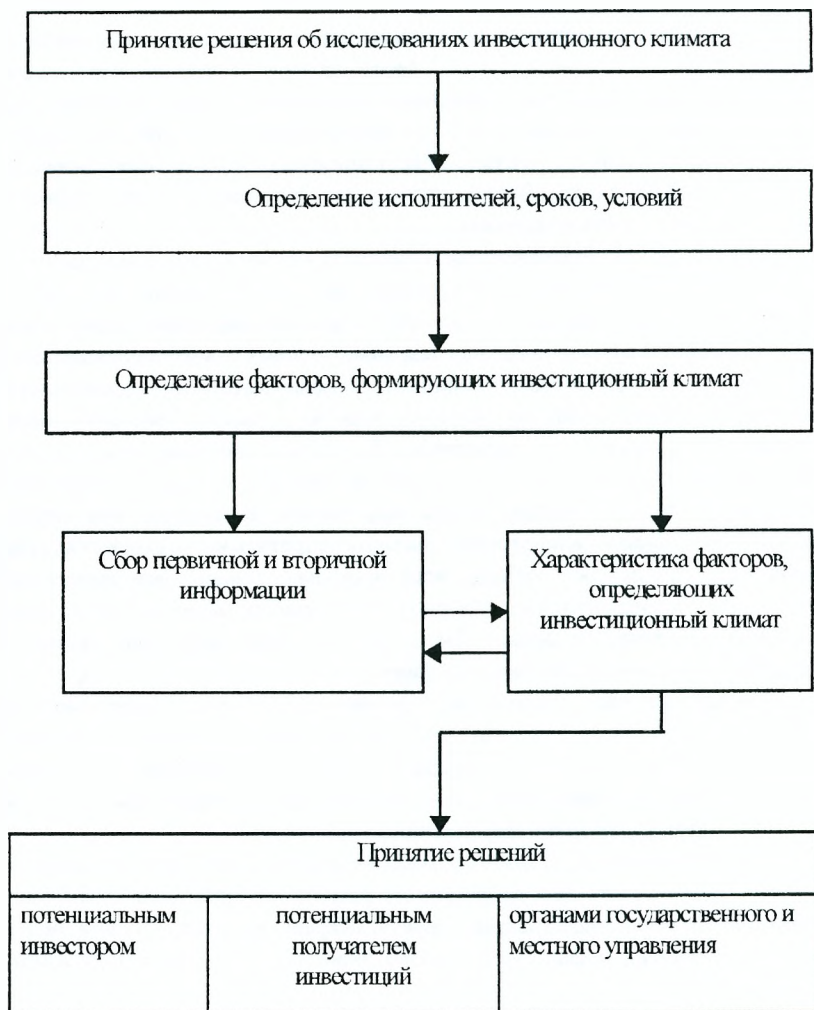 Принятие решения об исследованиях инвестиционного климата
Определение исполнителей, сроков, условий
Определение факторов, формирующих инвестиционный климат
Сбор первичной и вторичной
информации
Характеристика факторов,
определяющих
инвестиционный климат
Принятие решений
потенциальным
инвестором
потенциальным
получателем
инвестиций
органами государственного и
местного управления